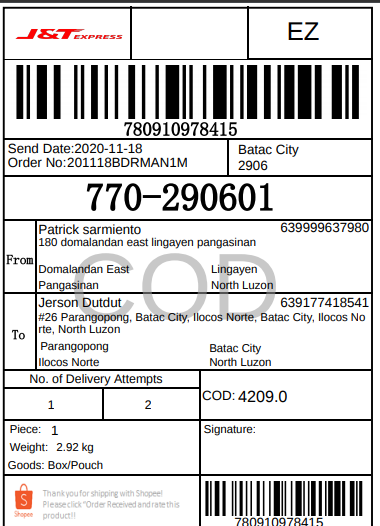 J&T EXPRESS
EZ
780910978415
Send Date:2020-11-18
Order No:201118BDRMAN1M
Batac City
2906
770-290601
From
Patrick sarmiento
639999637980
180 domalandan east lingayen pangasinan
Domalandan East
Lingayen
Pangasinan
North Luzon
COD
To
Jerson Dutdut
639177418541
#26 Parangopong, Batac City, Ilocos Norte, Batac City, Ilocos No
rte, North Luzon
Parangopong
Batac City
Ilocos Norte
North Luzon
No. of Delivery Attempts
1
2
COD: 4209.0
Piece: 1
Weight: 2.92 kg
Goods: Box/Pouch
Signature:
Shopee
Thank you for shipping with Shopee!
Please click "Order Received and rate this
product!!
780910978415